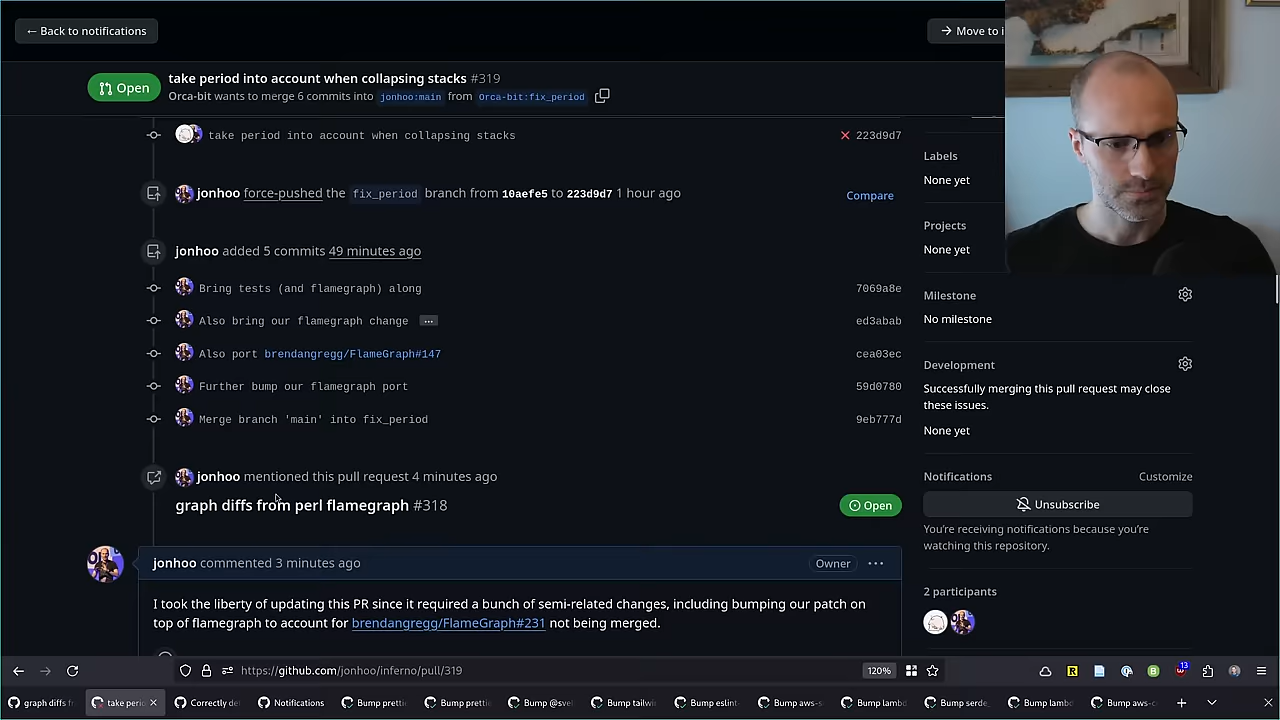 ← Back to notifications
→ Move to i
Open
take period into account when collapsing stacks #319
Orca-bit wants to merge 6 commits into jonhoo:main from Orca-bit:fix_period
take period into account when collapsing stacks
223d9d7
jonhoo force-pushed the fix_period branch from 10aefe5 to 223d9d7 1 hour ago
Compare
jonhoo added 5 commits 49 minutes ago
Bring tests (and flamegraph) along
7069a8e
Also bring our flamegraph change ...
ed3abab
Also port brendangregg/FlameGraph#147
cea03ec
Further bump our flamegraph port
59d0780
Merge branch 'main' into fix_period
9eb777d
jonhoo mentioned this pull request 4 minutes ago
graph diffs from perl flamegraph #318
Open
jonhoo commented 3 minutes ago
Owner
I took the liberty of updating this PR since it required a bunch of semi-related changes, including bumping our patch on
top of flamegraph to account for brendangregg/FlameGraph#231 not being merged.
Labels
None yet
Projects
None yet
Milestone
No milestone
Development
Successfully merging this pull request may close
these issues.
None yet
Notifications
Customize
Unsubscribe
You're receiving notifications because you're
watching this repository.
2 participants
https://github.com/jonhoo/inferno/pull/319
120%
13
graph diffs f
take perio
Correctly de
Notifications
Bump pretti
Bump pretti
Bump @svel
Bump tailwi
Bump eslint-
Bump aws-s
Bump lambd
Bump serde_
Bump lambd
Bump aws-c